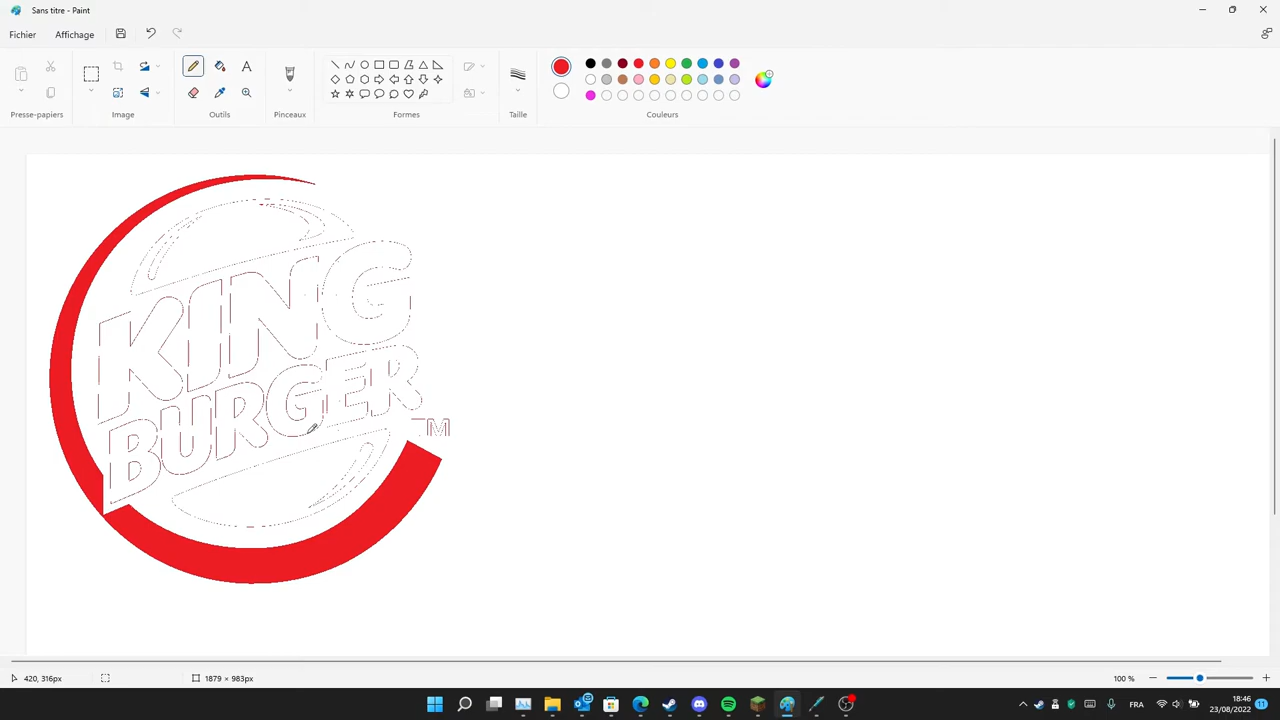 Sans titre - Paint
Fichier
Affichage
Presse-papiers
Image
Outils
Pinceaux
Formes
Taille
Couleurs
KING
BURGER
TM
420, 316px
1879 × 983px
100 %
FRA
18:46
23/08/2022